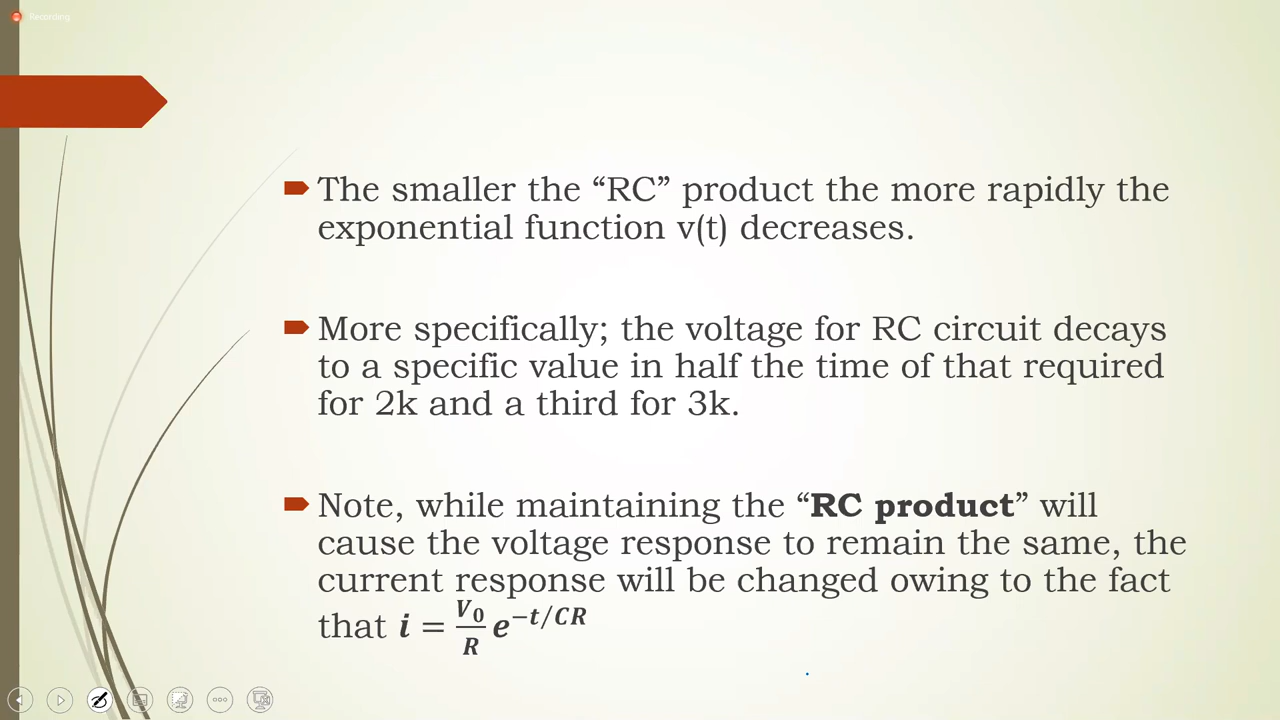 Recording
The smaller the “RC” product the more rapidly the
exponential function v(t) decreases.
More specifically; the voltage for RC circuit decays
to a specific value in half the time of that required
for 2k and a third for 3k.
Note, while maintaining the “RC product” will
cause the voltage response to remain the same, the
current response will be changed owing to the fact
that i = V₀/R e^{−t/CR}